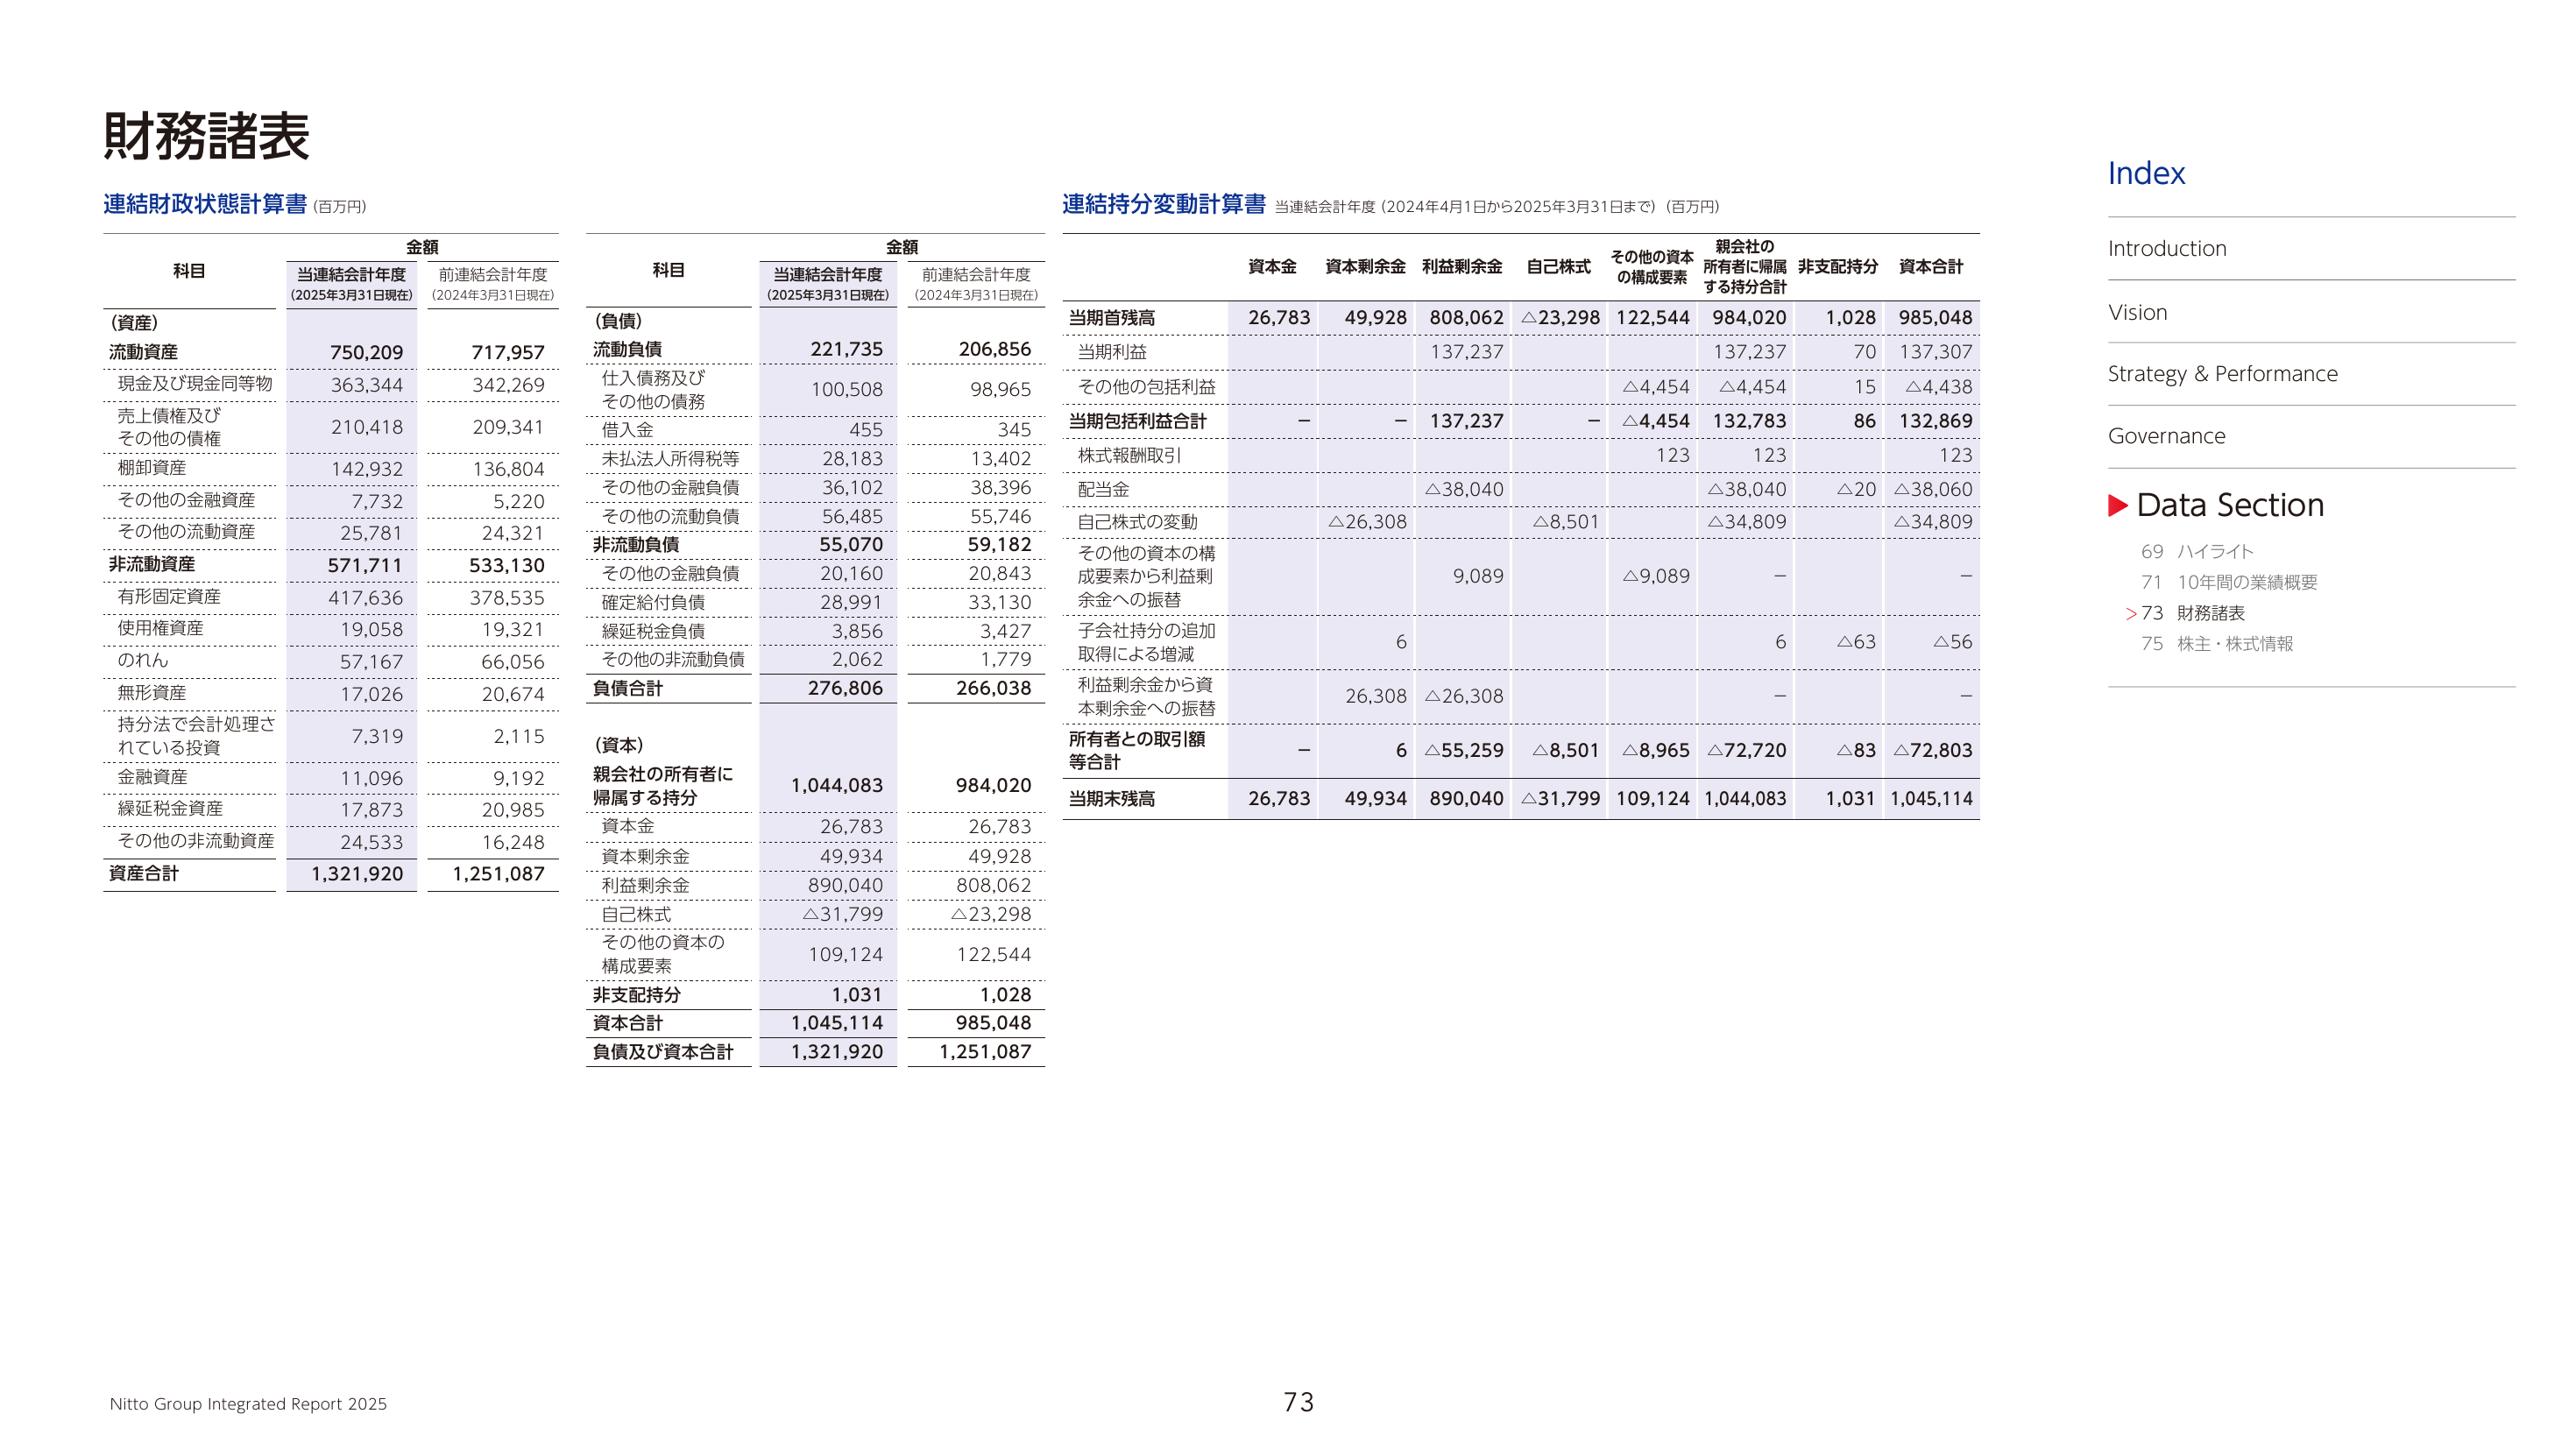 財務諸表
連結財政状態計算書 (百万円)
科目 金額
当連結会計年度 前連結会計年度
(2025年3月31日現在) (2024年3月31日現在)
(資産)
流動資産 750,209 717,957
現金及び現金同等物 363,344 342,269
売上債権及び
その他の債権 210,418 209,341
棚卸資産 142,932 136,804
その他の金融資産 7,732 5,220
その他の流動資産 25,781 24,321
非流動資産 571,711 533,130
有形固定資産 417,636 378,535
使用権資産 19,058 19,321
のれん 57,167 66,056
無形資産 17,026 20,674
持分法で会計処理さ
れている投資 7,319 2,115
金融資産 11,096 9,192
繰延税金資産 17,873 20,985
その他の非流動資産 24,533 16,248
資産合計 1,321,920 1,251,087
科目 金額
当連結会計年度 前連結会計年度
(2025年3月31日現在) (2024年3月31日現在)
(負債)
流動負債 221,735 206,856
仕入債務及び
その他の債務 100,508 98,965
借入金 455 345
未払法人所得税等 28,183 13,402
その他の金融負債 36,102 38,396
その他の流動負債 56,485 55,746
非流動負債 55,070 59,182
その他の金融負債 20,160 20,843
確定給付負債 28,991 33,130
繰延税金負債 3,856 3,427
その他の非流動負債 2,062 1,779
負債合計 276,806 266,038
(資本)
親会社の所有者に
帰属する持分 1,044,083 984,020
資本金 26,783 26,783
資本剰余金 49,934 49,928
利益剰余金 890,040 808,062
自己株式 △31,799 △23,298
その他の資本の
構成要素 109,124 122,544
非支配持分 1,031 1,028
資本合計 1,045,114 985,048
負債及び資本合計 1,321,920 1,251,087
連結持分変動計算書 当連結会計年度 (2024年4月1日から2025年3月31日まで) (百万円)
資本金 資本剰余金 利益剰余金 自己株式 その他の資本の構成要素 親会社の所有者に帰属する持分合計 非支配持分 資本合計
当期首残高 26,783 49,928 808,062 △23,298 122,544 984,020 1,028 985,048
当期利益 137,237 137,237 70 137,307
その他の包括利益 △4,454 △4,454 15 △4,438
当期包括利益合計 － － 137,237 － △4,454 132,783 86 132,869
株式報酬取引 123 123 123
配当金 △38,040 △38,040 △20 △38,060
自己株式の変動 △26,308 △8,501 △34,809 △34,809
その他の資本の構
成要素から利益剰 9,089 △9,089 － －
余金への振替
子会社持分の追加
取得による増減 6 6 △63 △56
利益剰余金から資
本剰余金への振替 26,308 △26,308 － －
所有者との取引額
等合計 － 6 △55,259 △8,501 △8,965 △72,720 △83 △72,803
当期末残高 26,783 49,934 890,040 △31,799 109,124 1,044,083 1,031 1,045,114
Index
Introduction
Vision
Strategy & Performance
Governance
Data Section
69 ハイライト
71 10年間の業績概要
> 73 財務諸表
75 株主・株式情報
Nitto Group Integrated Report 2025
73